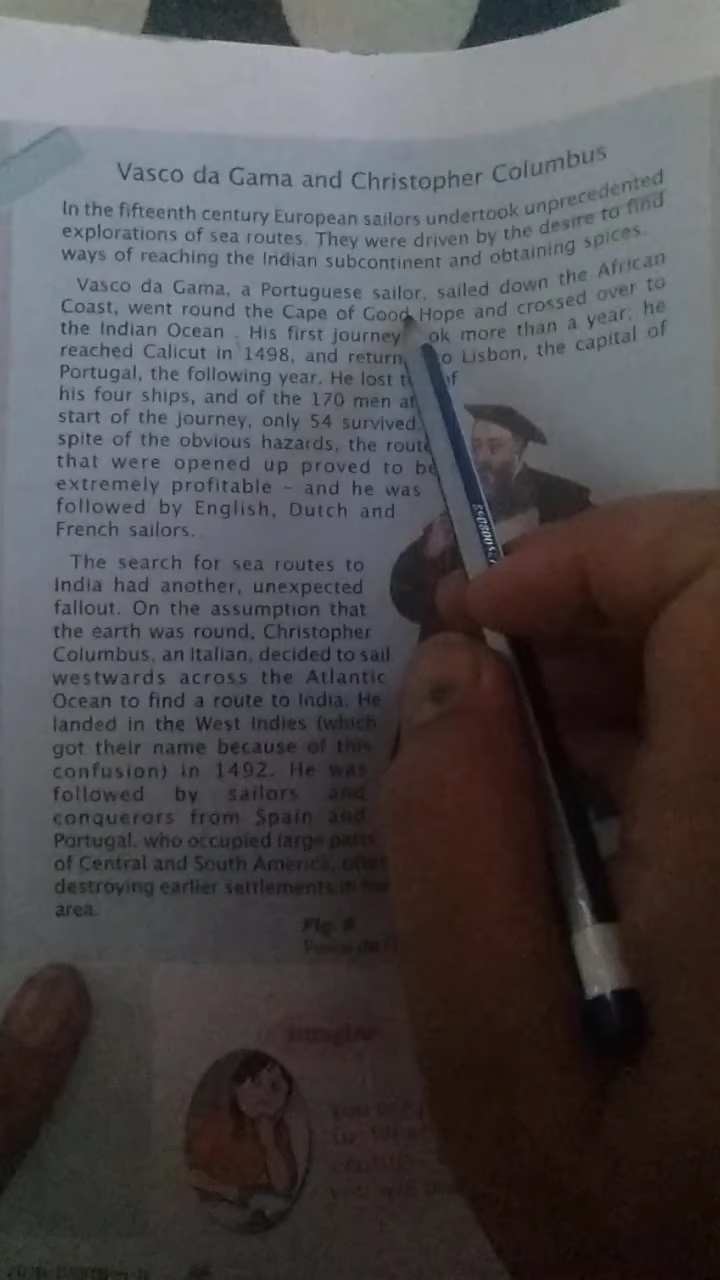 Vasco da Gama and Christopher Columbus
In the fifteenth century European sailors undertook unprecedented
explorations of sea routes. They were driven by the desire to find
ways of reaching the Indian subcontinent and obtaining spices.
Vasco da Gama, a Portuguese sailor, sailed down the African
Coast, went round the Cape of Good Hope and crossed over to
the Indian Ocean . His first journey ok more than a year; he
reached Calicut in 1498, and return o Lisbon, the capital of
Portugal, the following year. He lost t of
his four ships, and of the 170 men at
start of the journey, only 54 survived.
spite of the obvious hazards, the route
that were opened up proved to be
extremely profitable – and he was
followed by English, Dutch and
French sailors.
The search for sea routes to
India had another, unexpected
fallout. On the assumption that
the earth was round, Christopher
Columbus, an Italian, decided to sail
westwards across the Atlantic
Ocean to find a route to India. He
landed in the West Indies (which
got their name because of this
confusion) in 1492. He was
followed by sailors and
conquerors from Spain and
Portugal, who occupied large parts
of Central and South America, often
destroying earlier settlements in the
area.
Fig. 
Vasco da G
Imagine